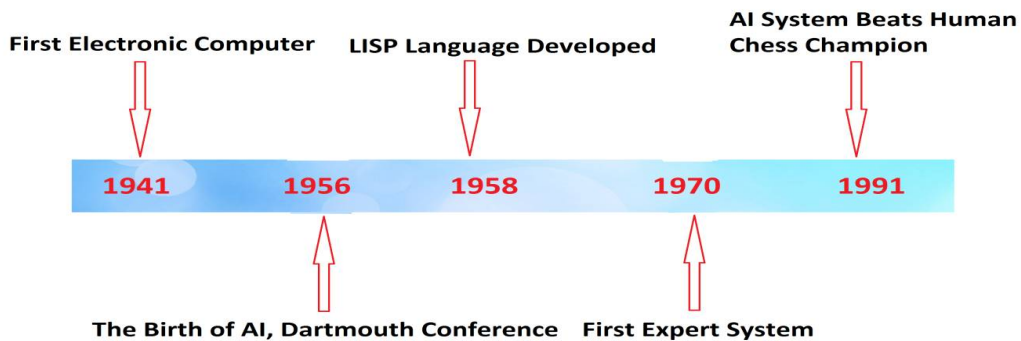 AI System Beats Human
Chess Champion
First Electronic Computer
LISP Language Developed
1941
1956
1958
1970
1991
The Birth of AI, Dartmouth Conference
First Expert System